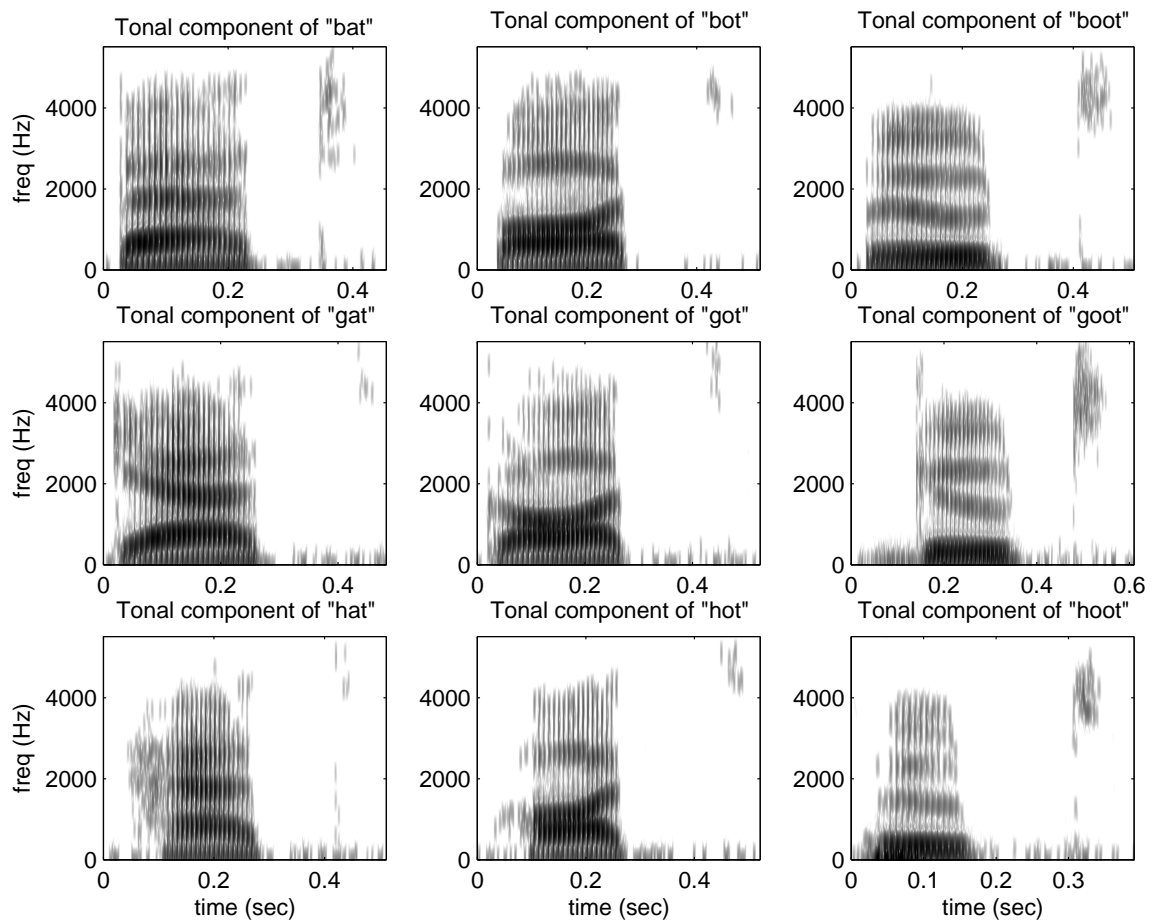 Tonal component of "bat"
Tonal component of "bot"
Tonal component of "boot"
freq (Hz)
4000
2000
0
0 0.2 0.4
0 0.2 0.4
0 0.2 0.4
Tonal component of "gat"
Tonal component of "got"
Tonal component of "goot"
freq (Hz)
4000
2000
0
4000
2000
0
4000
2000
0
0 0.2 0.4
0 0.2 0.4
0 0.2 0.4 0.6
Tonal component of "hat"
Tonal component of "hot"
Tonal component of "hoot"
freq (Hz)
4000
2000
0
4000
2000
0
4000
2000
0
0 0.2 0.4
0 0.2 0.4
0 0.1 0.2 0.3
time (sec)
time (sec)
time (sec)
4000
2000
0
4000
2000
0